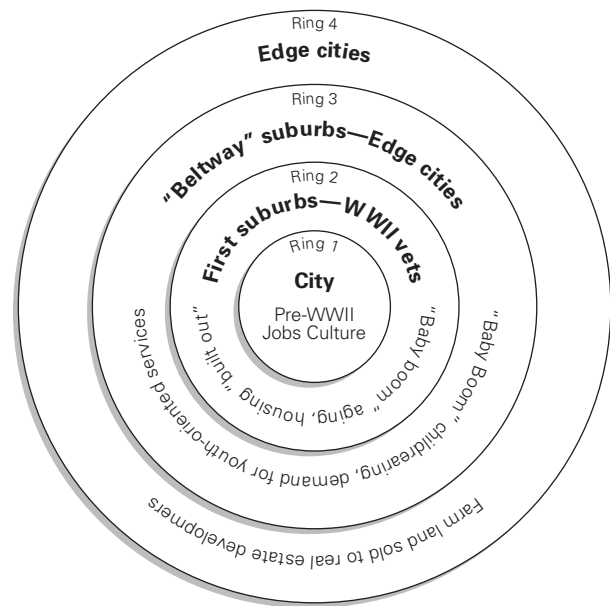 Ring 4
Edge cities
Ring 3
"Beltway" suburbs—Edge cities
Ring 2
First suburbs—WWII vets
Ring 1
City
Pre-WWII
Jobs Culture
"Baby boom" aging, housing "built out"
"Baby Boom" childrearing, demand for youth-oriented services
Farm land sold to real estate developers